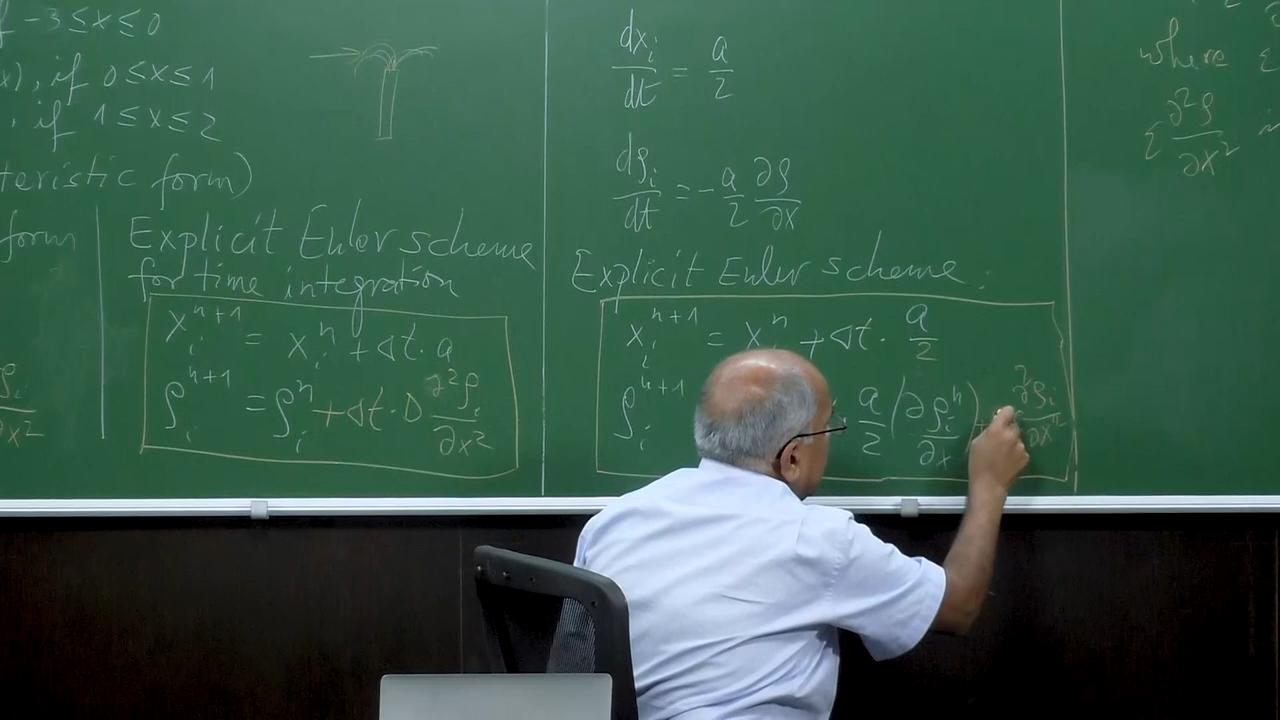 f -3 ≤ x ≤ 0
x), if 0 ≤ x ≤ 1
; if 1 ≤ x ≤ 2
teristic form)
form
Explicit Euler scheme
for time integration
x_i^{n+1} = x_i^n + Δt · a
ρ_i^{n+1} = ρ_i^n + Δt · D ∂²ρ_i/∂x²
ρ_i/∂x²
dx_i/dt = a/2
dρ_i/dt = - a/2 ∂ρ/∂x
Explicit Euler scheme :
x_i^{n+1} = x_i^n + Δt · a/2
ρ_i^{n+1} a/2 (∂ρ_i^n/∂x) ∂²ρ_i/∂x²
where ε
ε ∂²ρ/∂x² i